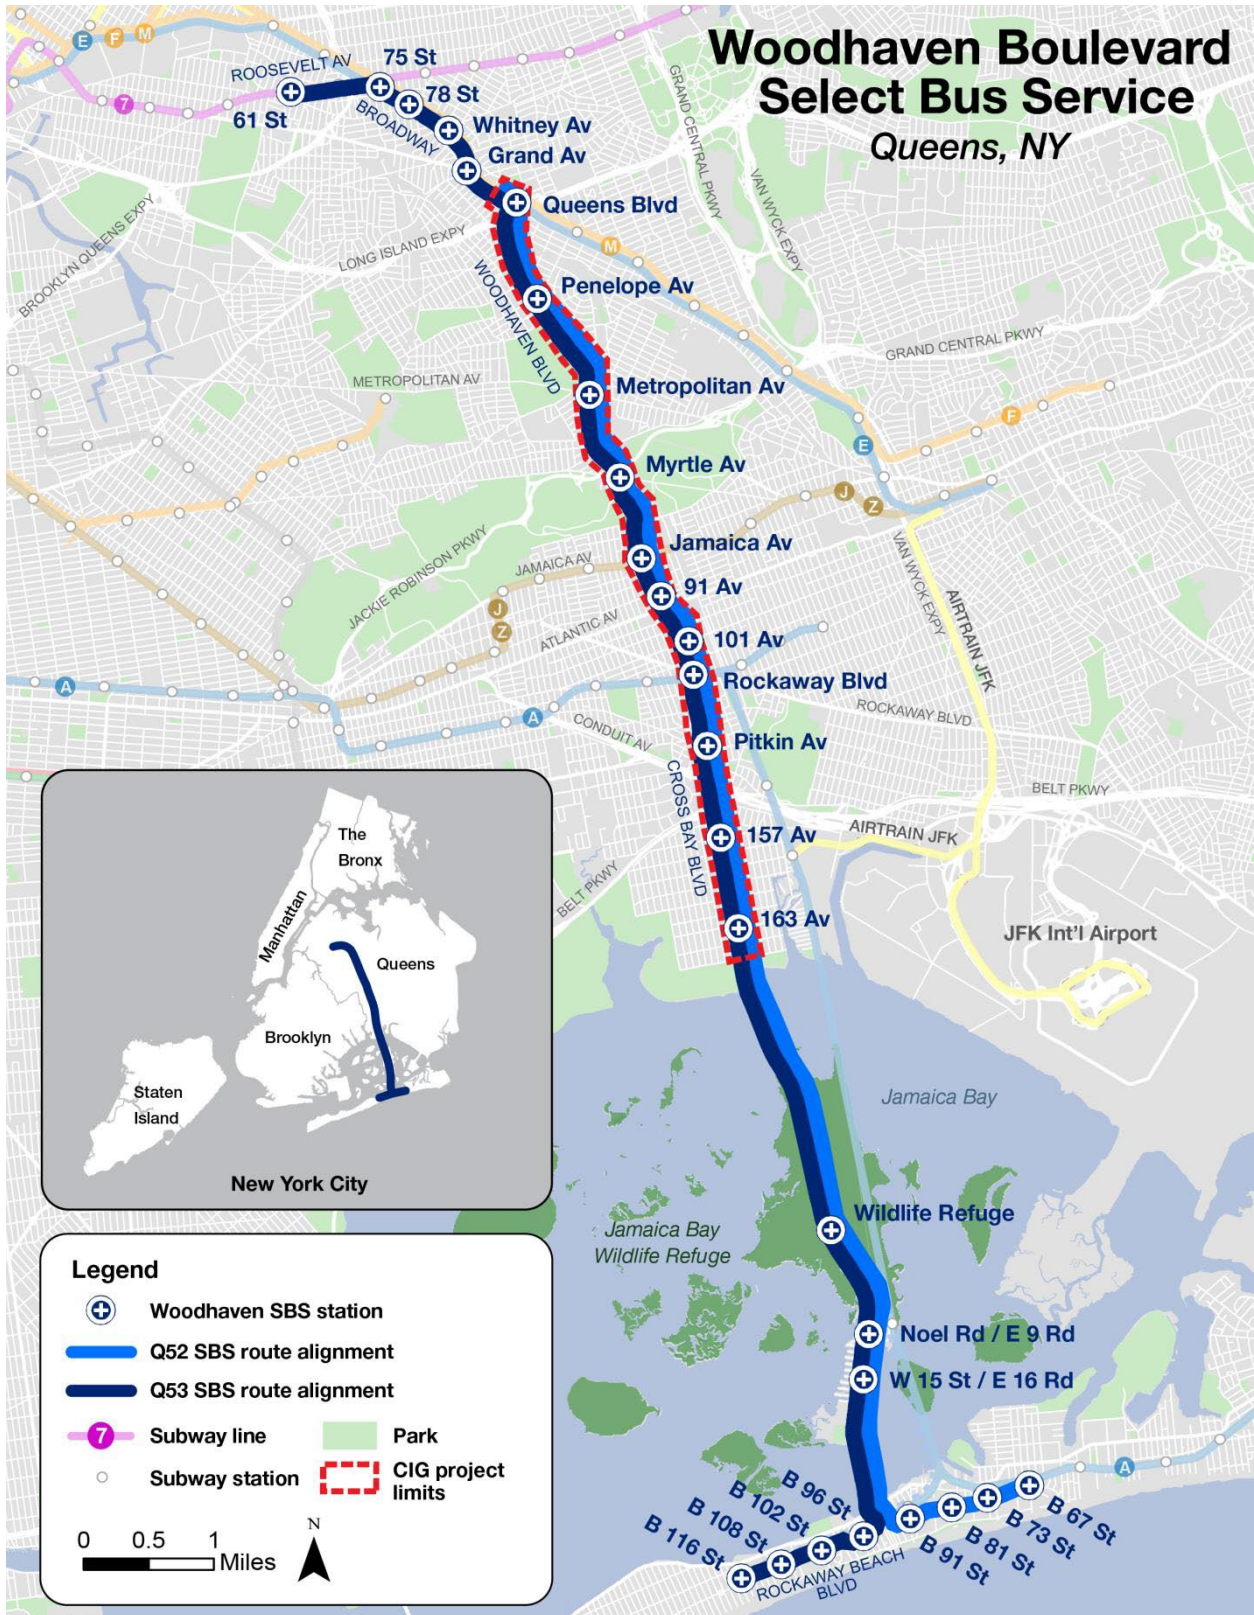 Woodhaven Boulevard
Select Bus Service
Queens, NY
E
F
M
ROOSEVELT AV
75 St
7
61 St
78 St
BROADWAY
Whitney Av
Grand Av
GRAND CENTRAL PKWY
VAN WYCK EXPY
Queens Blvd
BROOKLYN QUEENS EXPY
LONG ISLAND EXPY
M
WOODHAVEN BLVD
Penelope Av
GRAND CENTRAL PKWY
METROPOLITAN AV
Metropolitan Av
F
E
Myrtle Av
J
Z
JACKIE ROBINSON PKWY
JAMAICA AV
Jamaica Av
VAN WYCK EXPY
AIRTRAIN JFK
J
Z
ATLANTIC AV
91 Av
101 Av
A
A
Rockaway Blvd
ROCKAWAY BLVD
CONDUIT AV
Pitkin Av
CROSS BAY BLVD
BELT PKWY
157 Av
AIRTRAIN JFK
BELT PKWY
163 Av
JFK Int'l Airport
The
Bronx
Manhattan
Queens
Brooklyn
Staten
Island
New York City
Jamaica Bay
Wildlife Refuge
Jamaica Bay
Wildlife Refuge
Noel Rd / E 9 Rd
W 15 St / E 16 Rd
Legend
Woodhaven SBS station
Q52 SBS route alignment
Q53 SBS route alignment
7
Subway line
Park
Subway station
CIG project
limits
N
0 0.5 1
Miles
A
B 96 St
B 102 St
B 108 St
B 116 St
B 67 St
B 73 St
B 81 St
B 91 St
ROCKAWAY BEACH
BLVD